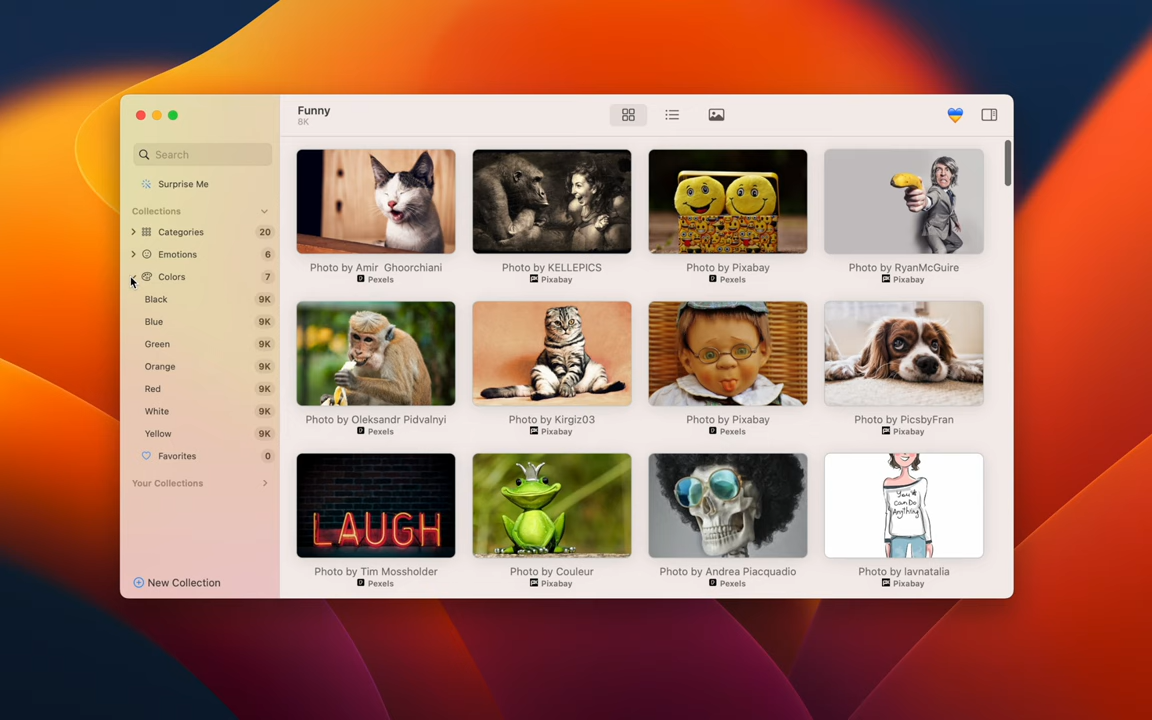 Funny
8K
Search
Surprise Me
Collections
Categories 20
Emotions 6
Colors 7
Black 9K
Blue 9K
Green 9K
Orange 9K
Red 9K
White 9K
Yellow 9K
Favorites 0
Your Collections
New Collection
Photo by Amir Ghoorchiani
Pexels
Photo by KELLEPICS
Pixabay
Photo by Pixabay
Pexels
Photo by RyanMcGuire
Pixabay
Photo by Oleksandr Pidvalnyi
Pexels
Photo by Kirgiz03
Pixabay
Photo by Pixabay
Pexels
Photo by PicsbyFran
Pixabay
LAUGH
Photo by Tim Mossholder
Pexels
Photo by Couleur
Pixabay
Photo by Andrea Piacquadio
Pexels
You
can Do
Anything
Photo by lavnatalia
Pixabay